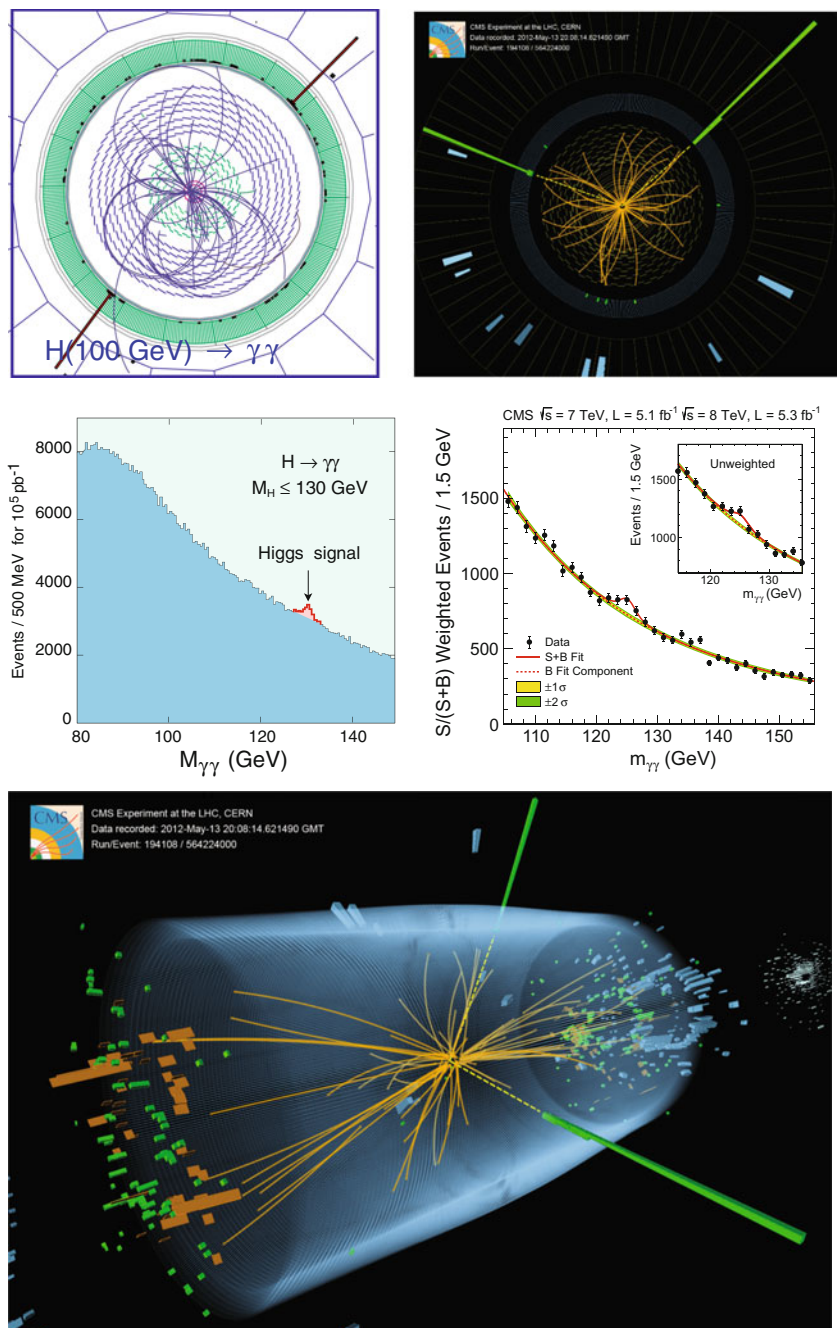 H(100 GeV) → γγ
CMS
CMS Experiment at the LHC, CERN
Data recorded: 2012-May-13 20:08:14.621490 GMT
Run/Event: 194108 / 564224000
Events / 500 MeV for 10⁵ pb⁻¹
8000
6000
4000
2000
0
H → γγ
M_H ≤ 130 GeV
Higgs signal
80
100
120
140
M_γγ (GeV)
CMS √s = 7 TeV, L = 5.1 fb⁻¹ √s = 8 TeV, L = 5.3 fb⁻¹
S/(S+B) Weighted Events / 1.5 GeV
1500
1000
500
0
Unweighted
Events / 1.5 GeV
1500
1000
120
130
m_γγ (GeV)
Data
S+B Fit
B Fit Component
±1σ
±2 σ
110
120
130
140
150
m_γγ (GeV)
CMS
CMS Experiment at the LHC, CERN
Data recorded: 2012-May-13 20:08:14.621490 GMT
Run/Event: 194108 / 564224000